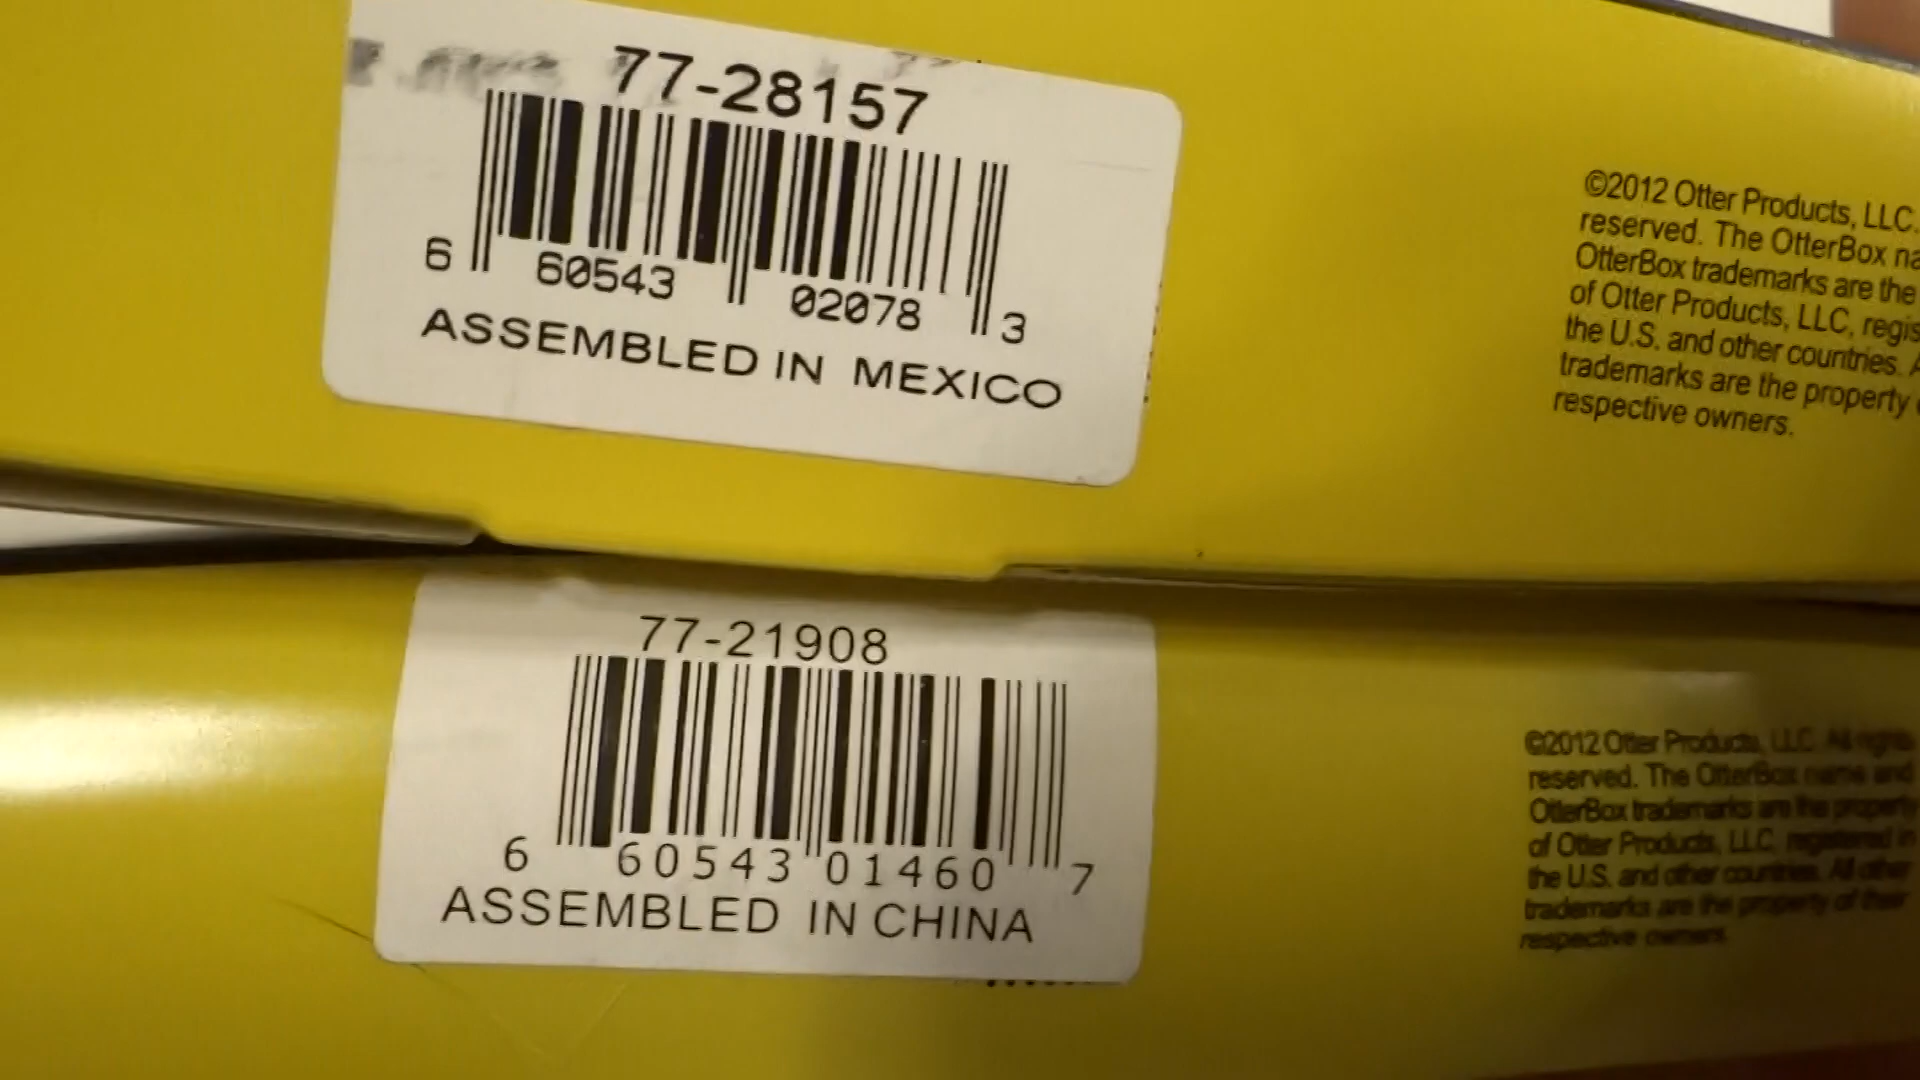 77-28157
6 60543 02078 3
ASSEMBLED IN MEXICO
©2012 Otter Products, LLC.
reserved. The OtterBox
OtterBox trademarks are the
of Otter Products, LLC,
the U.S. and other countries.
trademarks are the property
respective owners.
77-21908
6 60543 01460 7
ASSEMBLED IN CHINA
©2012 Otter Products, LLC. All rights
reserved. The OtterBox name and
OtterBox trademarks are the property
of Otter Products, LLC, registered in
the U.S. and other countries. All other
trademarks are the property of their
respective owners.